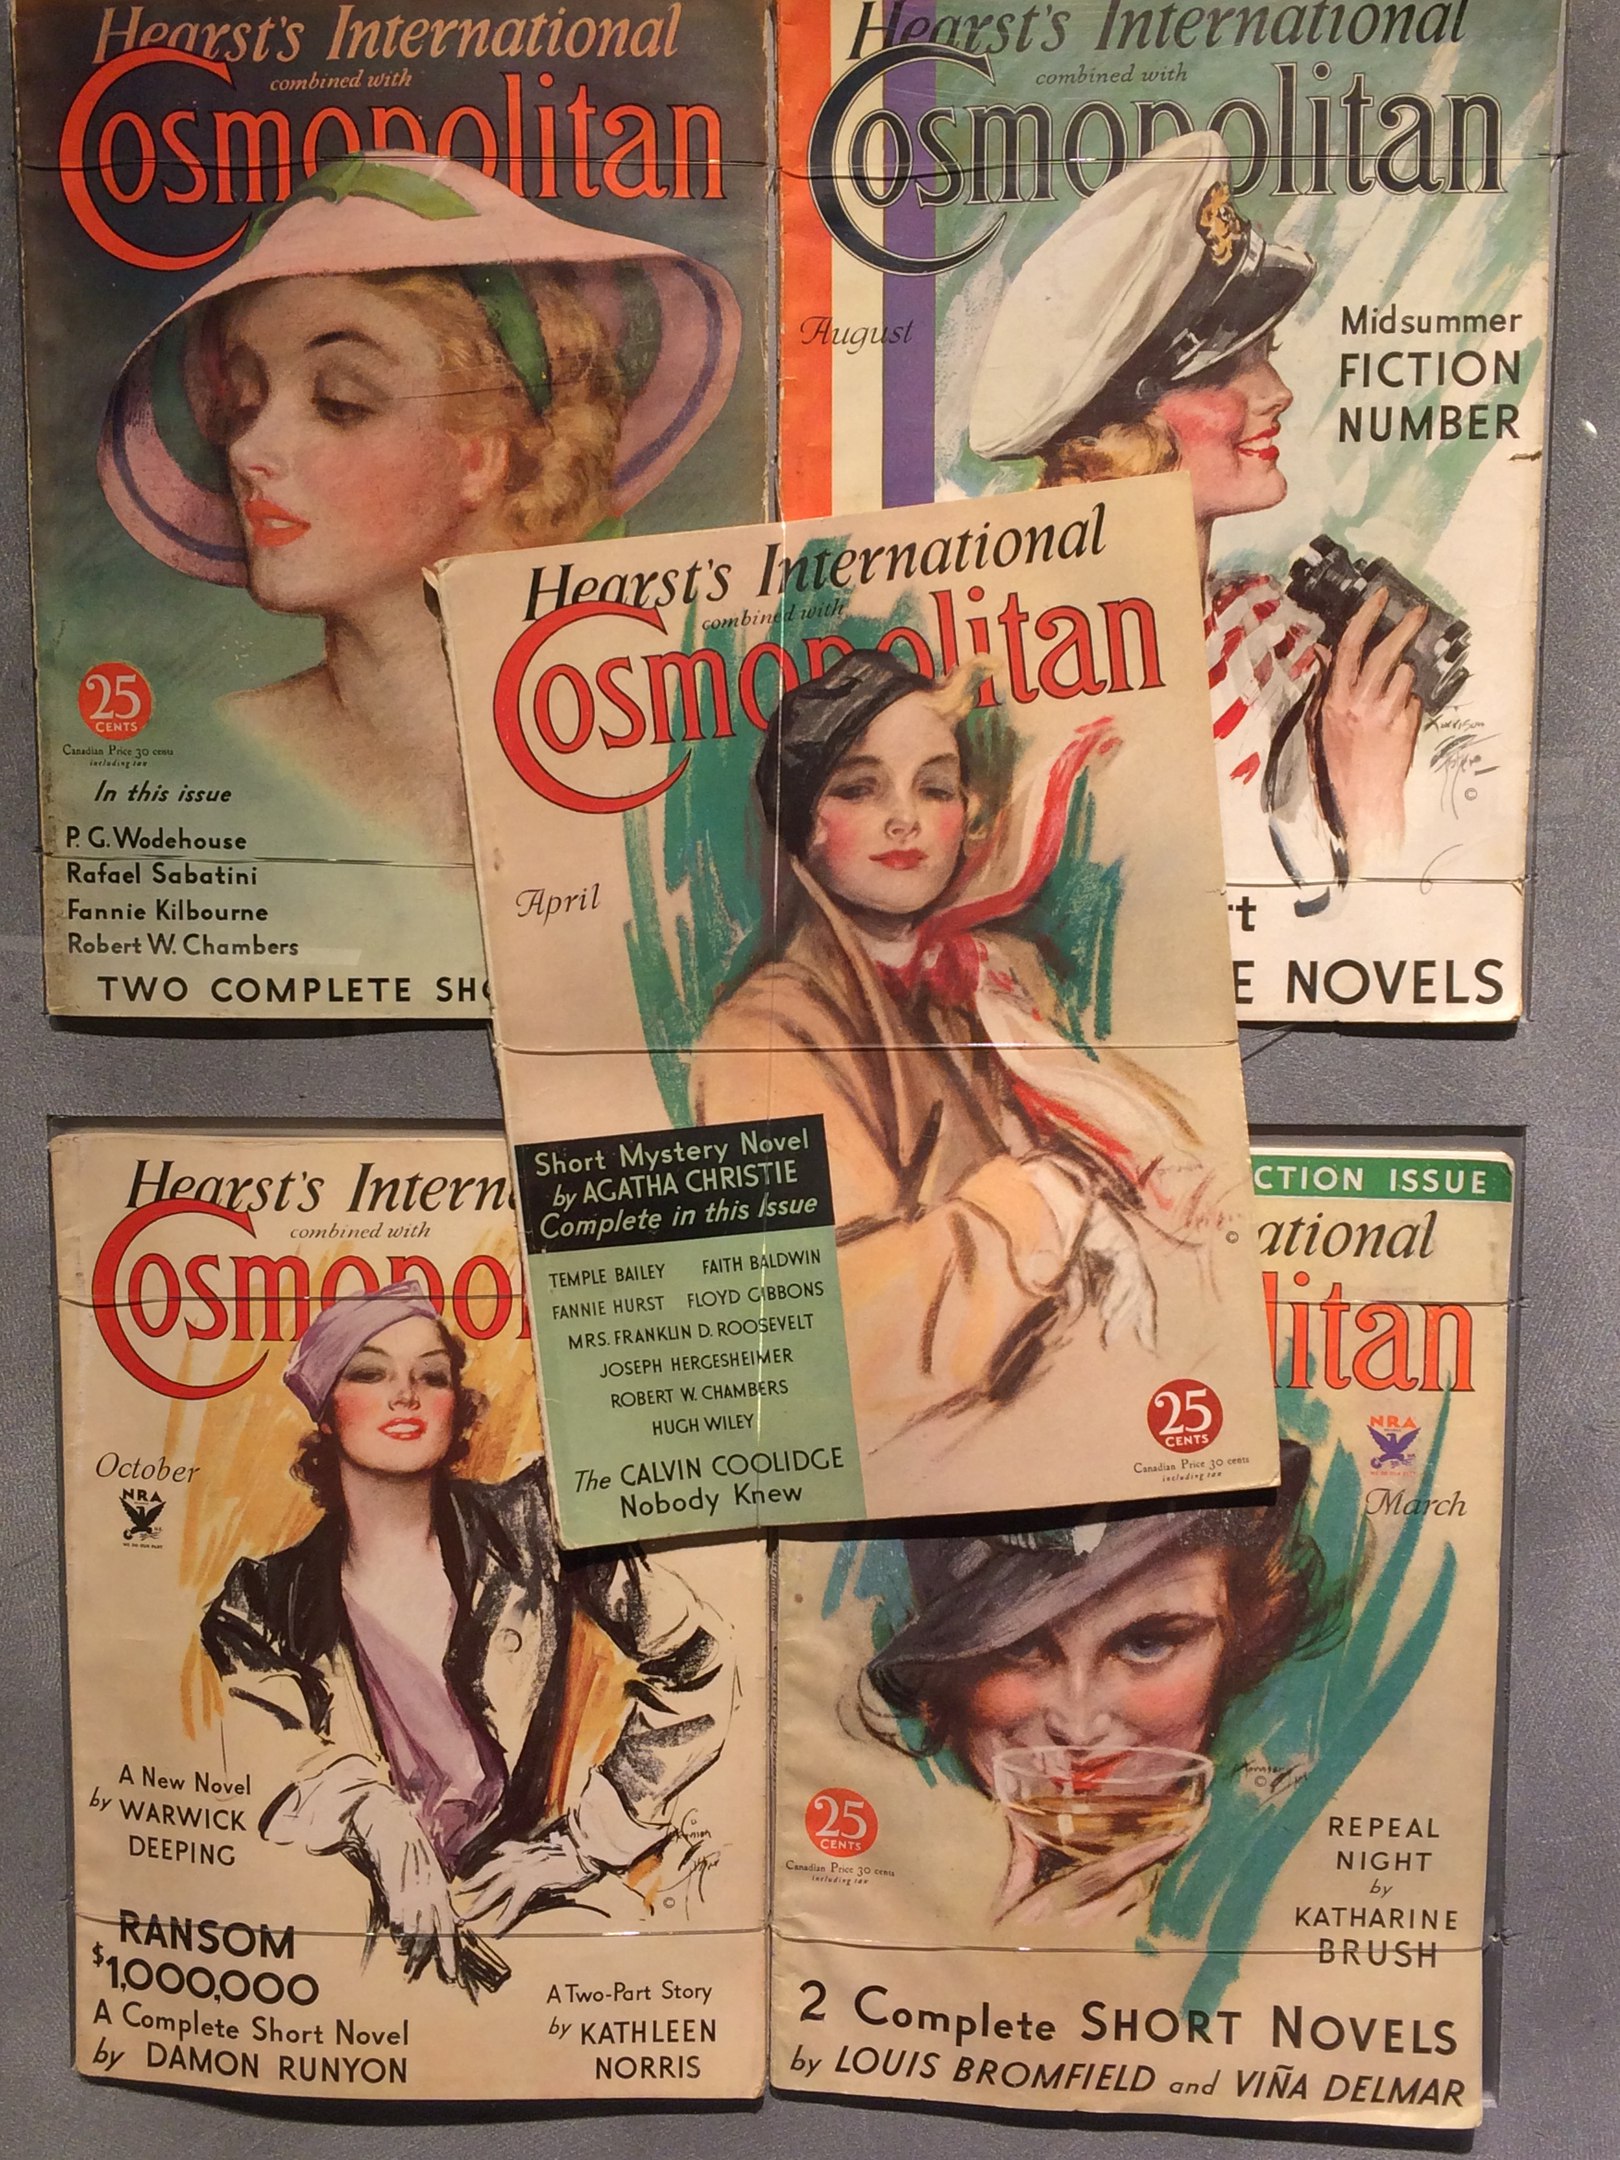 Hearst's International
combined with
Cosmopolitan
25
CENTS
Canadian Price 30 cents
including tax
In this issue
P. G. Wodehouse
Rafael Sabatini
Fannie Kilbourne
Robert W. Chambers
TWO COMPLETE SHO
Hearst's International
combined with
Cosmopolitan
August
Midsummer
FICTION
NUMBER
©
rt
E NOVELS
Hearst's International
combined with
Cosmopolitan
April
Short Mystery Novel
by AGATHA CHRISTIE
Complete in this Issue
TEMPLE BAILEY FAITH BALDWIN
FANNIE HURST FLOYD GIBBONS
MRS. FRANKLIN D. ROOSEVELT
JOSEPH HERGESHEIMER
ROBERT W. CHAMBERS
HUGH WILEY
The CALVIN COOLIDGE
Nobody Knew
©
25
CENTS
Canadian Price 30 cents
including tax
Hearst's Intern
combined with
Cosmopo
October
NRA
WE DO OUR PART
A New Novel
by WARWICK
DEEPING
©
RANSOM
$1,000,000
A Complete Short Novel
by DAMON RUNYON
A Two-Part Story
by KATHLEEN
NORRIS
CTION ISSUE
ational
litan
NRA
March
©
25
CENTS
Canadian Price 30 cents
including tax
REPEAL
NIGHT
by
KATHARINE
BRUSH
2 Complete SHORT NOVELS
by LOUIS BROMFIELD and VIÑA DELMAR